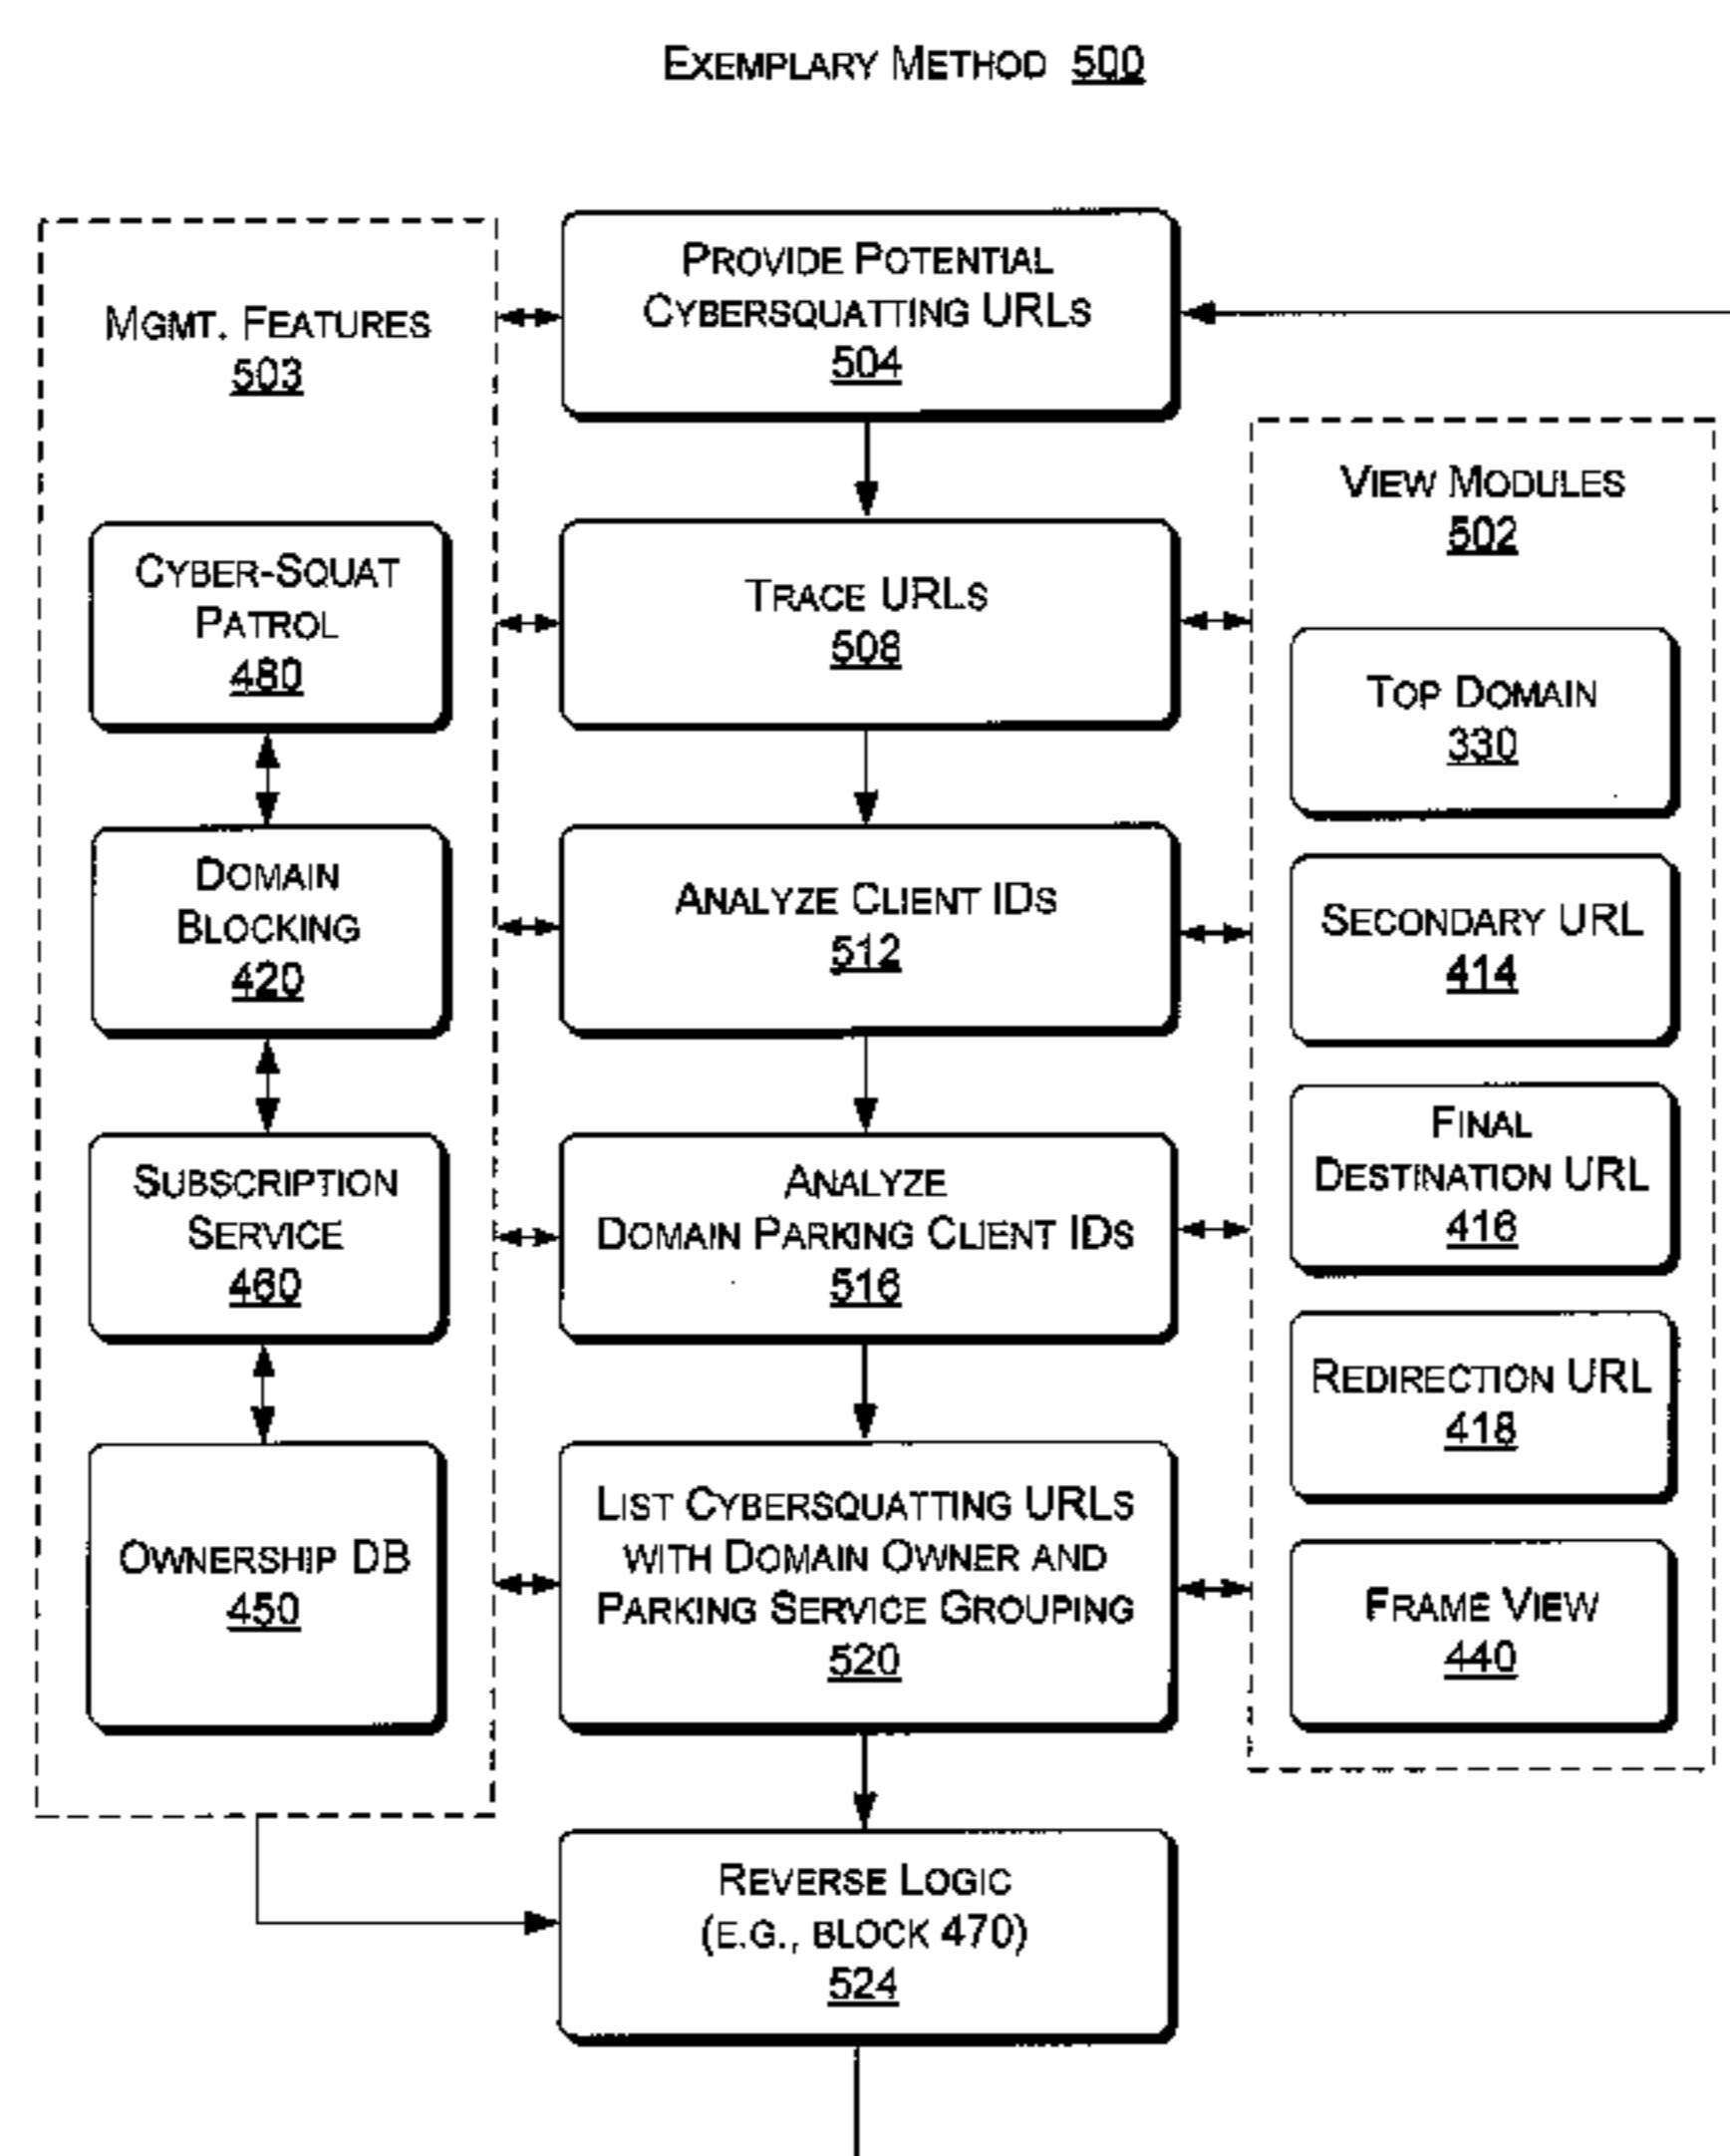 EXEMPLARY METHOD 500
MGMT. FEATURES
503
CYBER-SQUAT
PATROL
480
DOMAIN
BLOCKING
420
SUBSCRIPTION
SERVICE
460
OWNERSHIP DB
450
PROVIDE POTENTIAL
CYBERSQUATTING URLS
504
TRACE URLS
508
ANALYZE CLIENT IDS
512
ANALYZE
DOMAIN PARKING CLIENT IDS
516
LIST CYBERSQUATTING URLS
WITH DOMAIN OWNER AND
PARKING SERVICE GROUPING
520
REVERSE LOGIC
(E.G., BLOCK 470)
524
VIEW MODULES
502
TOP DOMAIN
330
SECONDARY URL
414
FINAL
DESTINATION URL
416
REDIRECTION URL
418
FRAME VIEW
440